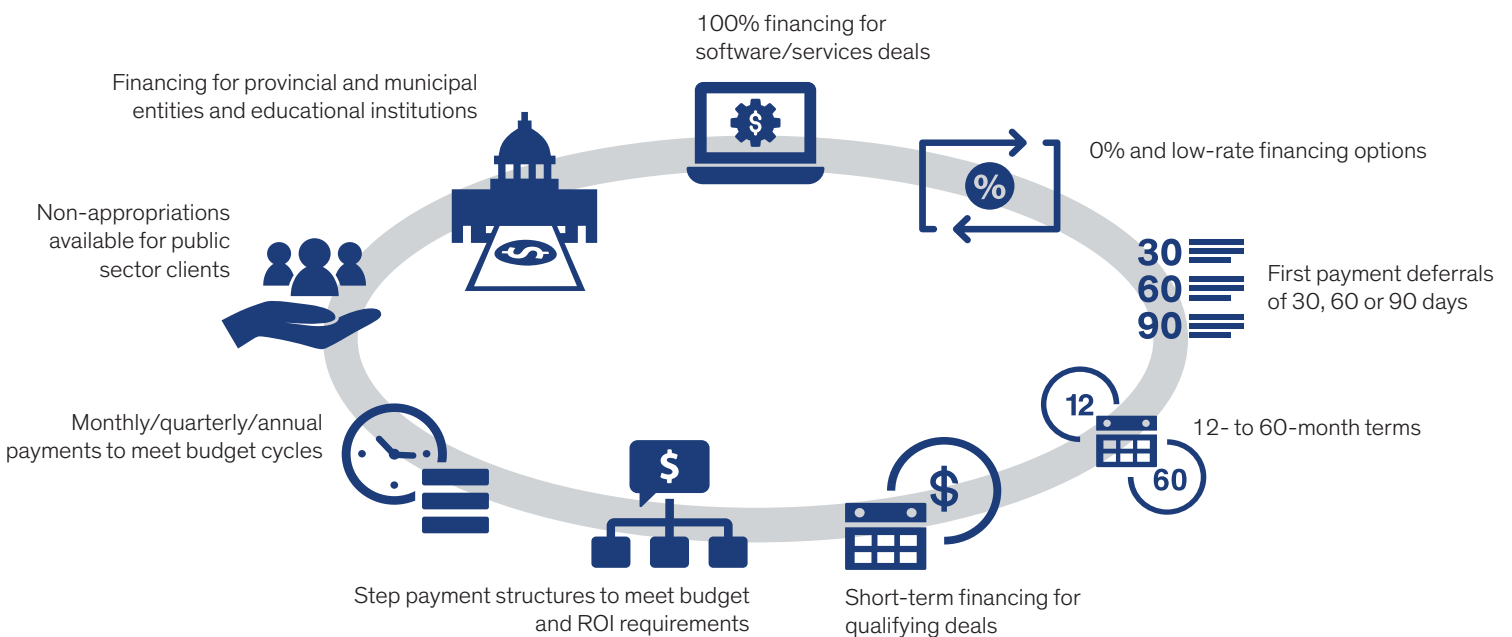 100% financing for
software/services deals
Financing for provincial and municipal
entities and educational institutions
$
0% and low-rate financing options
%
Non-appropriations
available for public
sector clients
$
30
60
90
First payment deferrals
of 30, 60 or 90 days
12
12- to 60-month terms
60
Monthly/quarterly/annual
payments to meet budget cycles
$
$
Step payment structures to meet budget
and ROI requirements
Short-term financing for
qualifying deals